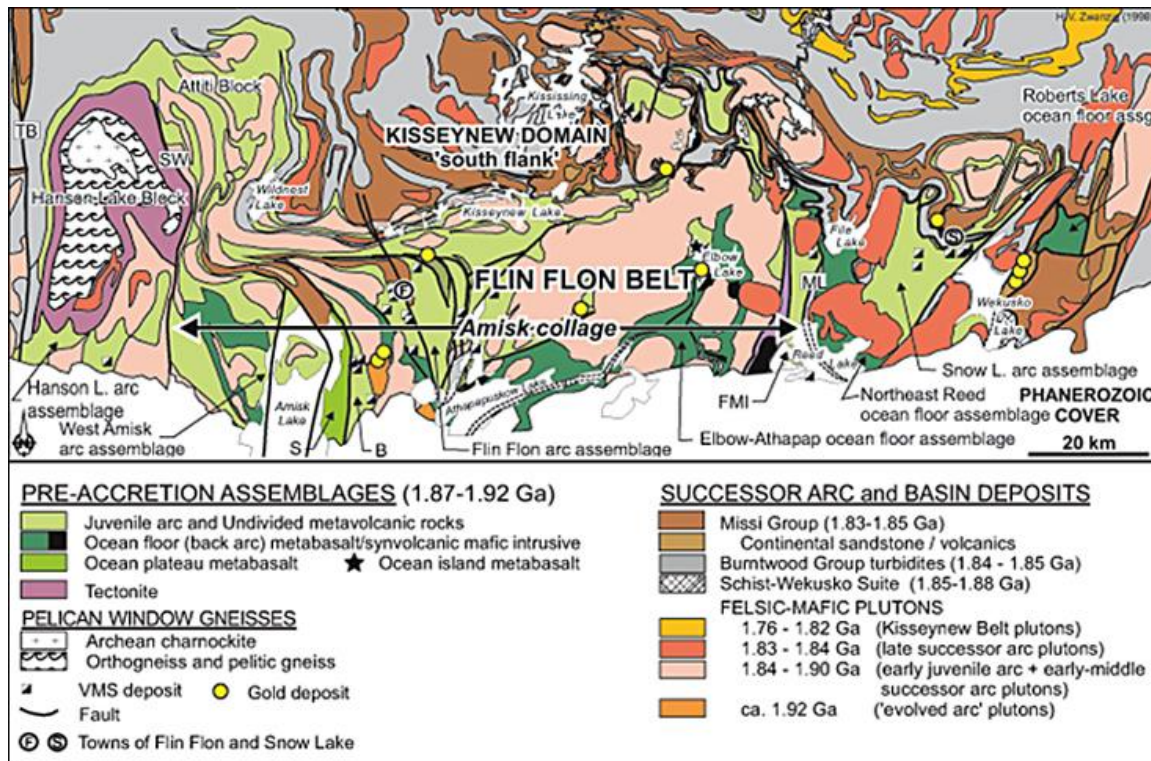 H.V. Zwanzig (1998)
Attiti Block
Kississing
Lake
Roberts Lake
ocean floor assg
KISSEYNEW DOMAIN
'south flank'
TB
SW
Hansen Lake Block
Wildnest
Lake
Kisseynew Lake
File
Lake
S
F
FLIN FLON BELT
Elbow
Lake
ML
Wekusko
Lake
Amisk collage
Reed
Lake
Hanson L. arc
assemblage
West Amisk
arc assemblage
Amisk
Lake
S
B
Athapapuskow Lake
FMI
Snow L. arc assemblage
Northeast Reed
ocean floor assemblage
PHANEROZOIC
COVER
Flin Flon arc assemblage
Elbow-Athapap ocean floor assemblage
20 km
PRE-ACCRETION ASSEMBLAGES (1.87-1.92 Ga)
Juvenile arc and Undivided metavolcanic rocks
Ocean floor (back arc) metabasalt/synvolcanic mafic intrusive
Ocean plateau metabasalt
Ocean island metabasalt
Tectonite
PELICAN WINDOW GNEISSES
Archean charnockite
Orthogneiss and pelitic gneiss
VMS deposit
Gold deposit
Fault
F S Towns of Flin Flon and Snow Lake
SUCCESSOR ARC and BASIN DEPOSITS
Missi Group (1.83-1.85 Ga)
Continental sandstone / volcanics
Burntwood Group turbidites (1.84 - 1.85 Ga)
Schist-Wekusko Suite (1.85-1.88 Ga)
FELSIC-MAFIC PLUTONS
1.76 - 1.82 Ga (Kisseynew Belt plutons)
1.83 - 1.84 Ga (late successor arc plutons)
1.84 - 1.90 Ga (early juvenile arc + early-middle
successor arc plutons)
ca. 1.92 Ga ('evolved arc' plutons)